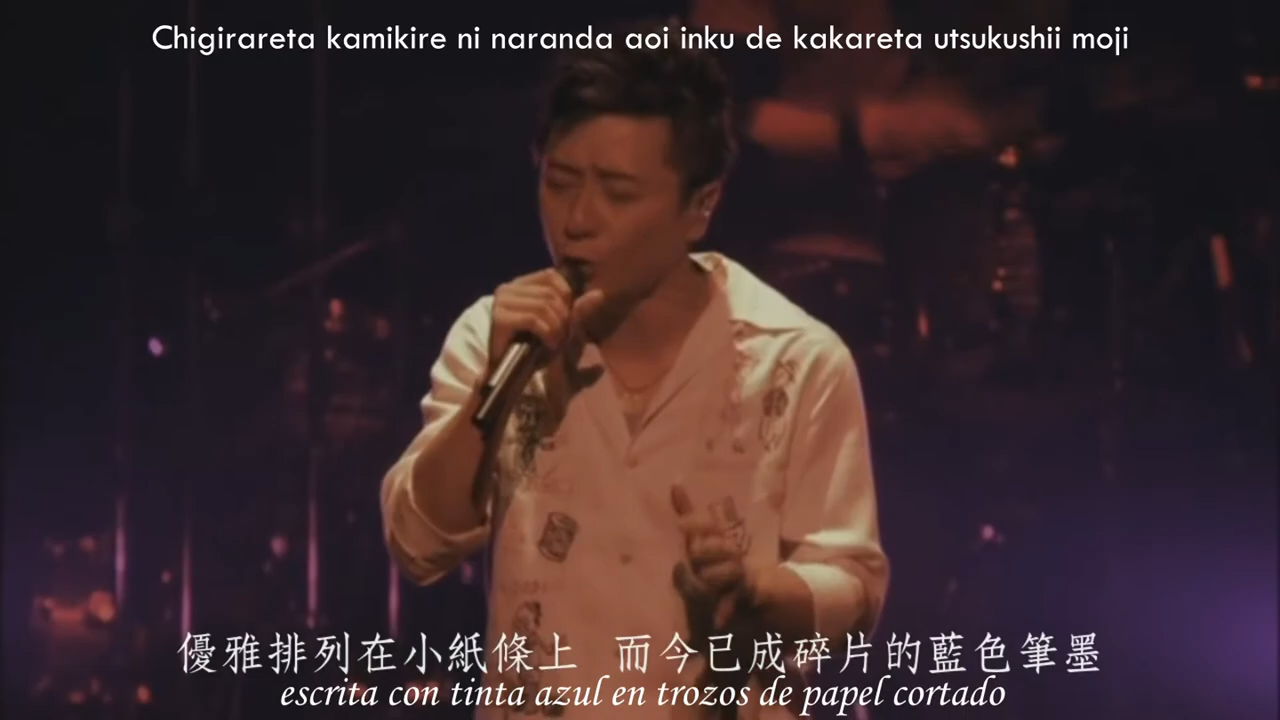 Chigirareta kamikire ni naranda aoi inku de kakareta utsukushii moji
優雅排列在小紙條上 而今已成碎片的藍色筆墨
escrita con tinta azul en trozos de papel cortado